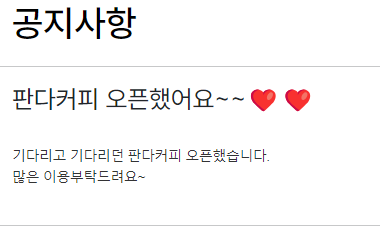 공지사항
판다커피 오픈했어요~~❤️ ❤️
기다리고 기다리던 판다커피 오픈했습니다.
많은 이용부탁드려요~